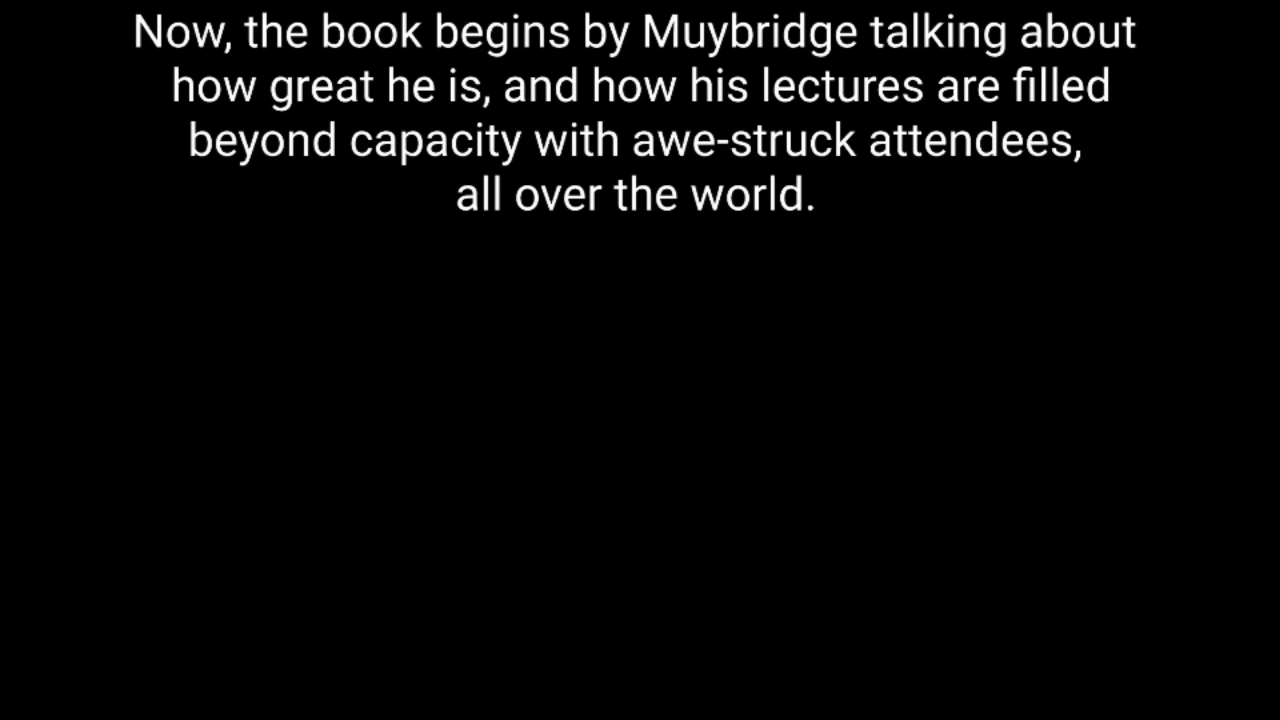 Now, the book begins by Muybridge talking about
how great he is, and how his lectures are filled
beyond capacity with awe-struck attendees,
all over the world.